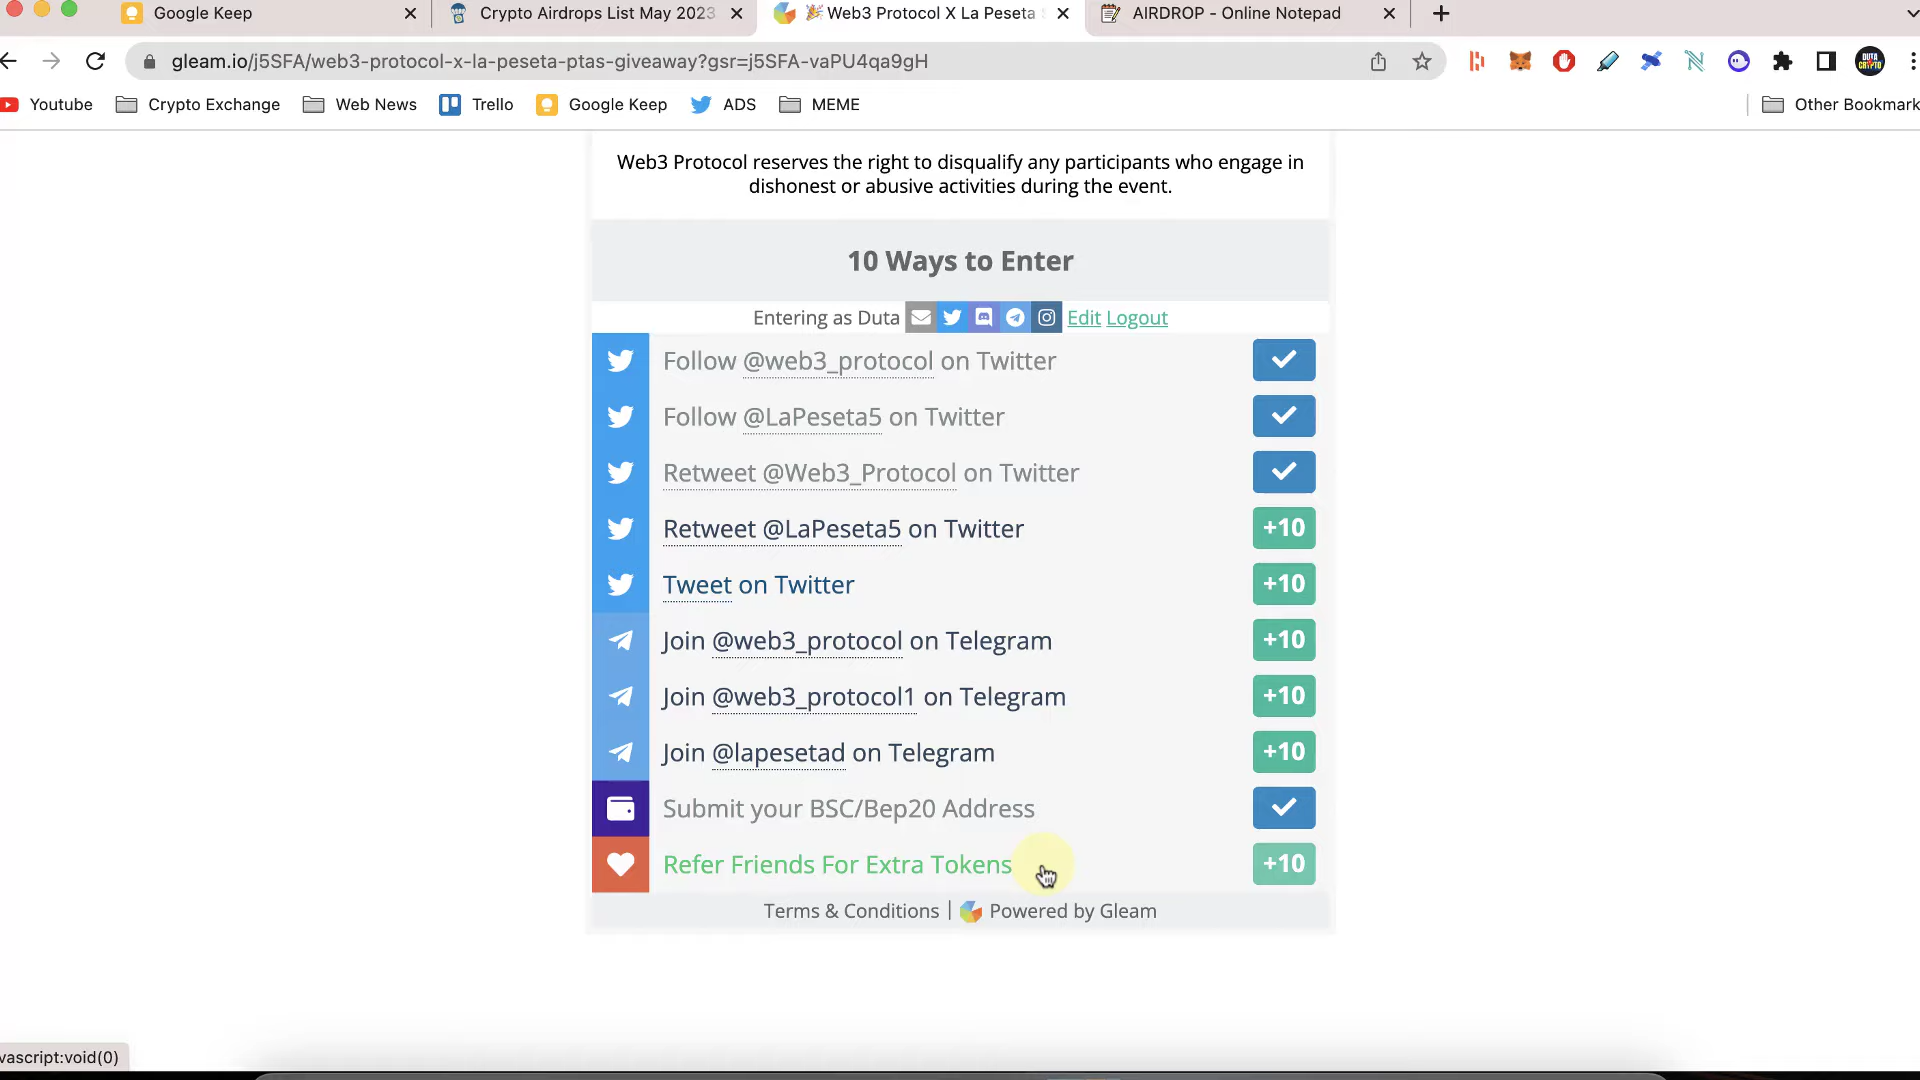 Google Keep
Crypto Airdrops List May 2023
Web3 Protocol X La Peseta
AIRDROP - Online Notepad
gleam.io/j5SFA/web3-protocol-x-la-peseta-ptas-giveaway?gsr=j5SFA-vaPU4qa9gH
Youtube
Crypto Exchange
Web News
Trello
Google Keep
ADS
MEME
Other Bookmark
Web3 Protocol reserves the right to disqualify any participants who engage in
dishonest or abusive activities during the event.
10 Ways to Enter
Entering as Duta Edit Logout
Follow @web3_protocol on Twitter
Follow @LaPeseta5 on Twitter
Retweet @Web3_Protocol on Twitter
Retweet @LaPeseta5 on Twitter +10
Tweet on Twitter +10
Join @web3_protocol on Telegram +10
Join @web3_protocol1 on Telegram +10
Join @lapesetad on Telegram +10
Submit your BSC/Bep20 Address
Refer Friends For Extra Tokens +10
Terms & Conditions | Powered by Gleam
vascript:void(0)